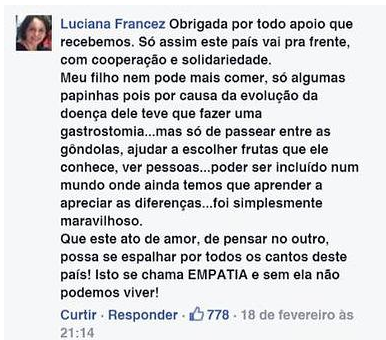 Luciana Francez Obrigada por todo apoio que
recebemos. Só assim este país vai pra frente,
com cooperação e solidariedade.
Meu filho nem pode mais comer, só algumas
papinhas pois por causa da evolução da
doença dele teve que fazer uma
gastrostomia...mas só de passear entre as
gôndolas, ajudar a escolher frutas que ele
conhece, ver pessoas...poder ser incluído num
mundo onde ainda temos que aprender a
apreciar as diferenças...foi simplesmente
maravilhoso.
Que este ato de amor, de pensar no outro,
possa se espalhar por todos os cantos deste
país! Isto se chama EMPATIA e sem ela não
podemos viver!
Curtir · Responder · 778 · 18 de fevereiro às
21:14